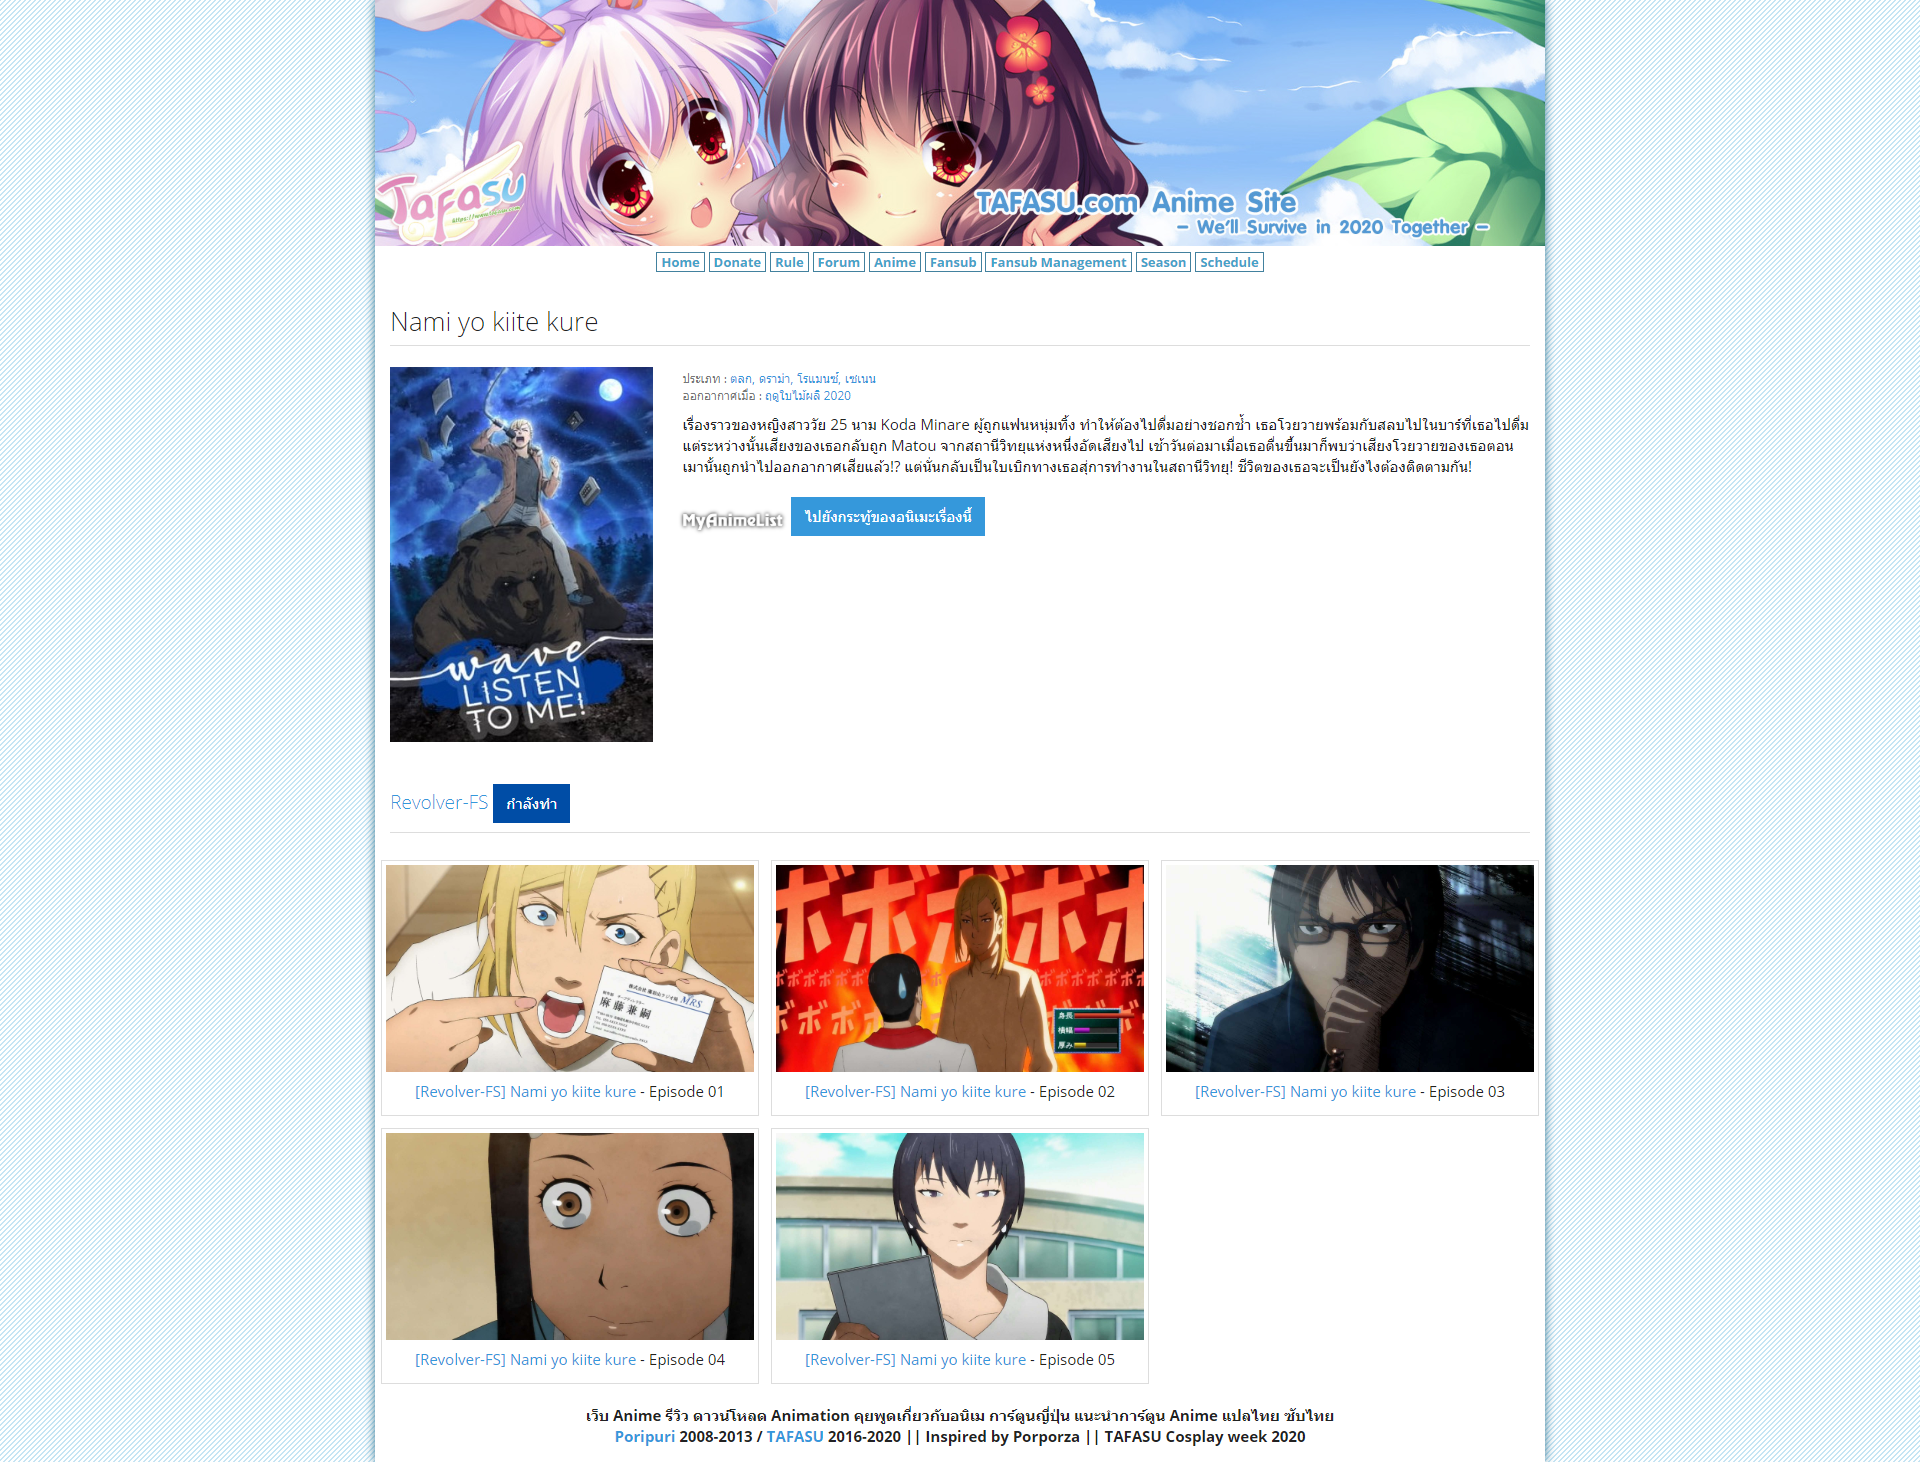 Tafasu
TAFASU.com Anime Site
- We'll Survive in 2020 Together -
Home Donate Rule Forum Anime Fansub Fansub Management Season Schedule
Nami yo kiite kure
ประเภท : ตลก, ดราม่า, โรแมนซ์, เซเนน
ออกอากาศเมื่อ : ฤดูใบไม้ผลิ 2020
เรื่องราวของหญิงสาววัย 25 นาม Koda Minare ผู้ถูกแฟนหนุ่มทิ้ง ทำให้ต้องไปดื่มอย่างชอกช้ำ เธอโวยวายพร้อมกับสลบไปในบาร์ที่เธอไปดื่ม
แต่ระหว่างนั้นเสียงของเธอกลับถูก Matou จากสถานีวิทยุแห่งหนึ่งอัดเสียงไป เช้าวันต่อมาเมื่อเธอตื่นขึ้นมาก็พบว่าเสียงโวยวายของเธอตอน
เมานั้นถูกนำไปออกอากาศเสียแล้ว!? แต่นั่นกลับเป็นใบเบิกทางเธอสู่การทำงานในสถานีวิทยุ! ชีวิตของเธอจะเป็นยังไงต้องติดตามกัน!
MyAnimeList ไปยังกระทู้ของอนิเมะเรื่องนี้
wave
LISTEN
TO ME!
Revolver-FS กำลังทำ
MRS
麻藤兼嗣
ボボボボボ
身長
横幅
厚み
[Revolver-FS] Nami yo kiite kure - Episode 01
[Revolver-FS] Nami yo kiite kure - Episode 02
[Revolver-FS] Nami yo kiite kure - Episode 03
[Revolver-FS] Nami yo kiite kure - Episode 04
[Revolver-FS] Nami yo kiite kure - Episode 05
เว็บ Anime รีวิว ดาวน์โหลด Animation คุยพูดเกี่ยวกับอนิเม การ์ตูนญี่ปุ่น แนะนำการ์ตูน Anime แปลไทย ซับไทย
Poripuri 2008-2013 / TAFASU 2016-2020 || Inspired by Porporza || TAFASU Cosplay week 2020